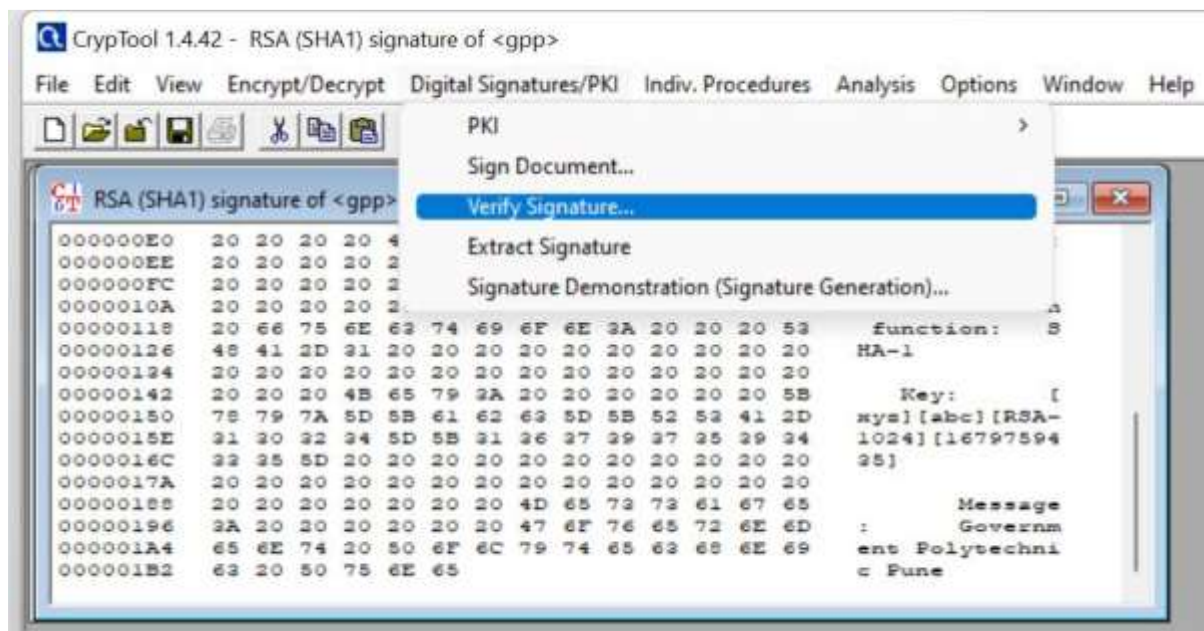 CrypTool 1.4.42 - RSA (SHA1) signature of <gpp>
File Edit View Encrypt/Decrypt Digital Signatures/PKI Indiv. Procedures Analysis Options Window Help
PKI
Sign Document...
RSA (SHA1) signature of <gpp>
Verify Signature...
Extract Signature
Signature Demonstration (Signature Generation)...
000000E0 20 20 20 20
000000EE 20 20 20 20
000000FC 20 20 20 20
0000010A 20 20 20 20
00000118 20 66 75 6E 63 74 69 6F 6E 3A 20 20 20 53 function: S
00000126 48 41 2D 31 20 20 20 20 20 20 20 20 20 20 HA-1
00000134 20 20 20 20 20 20 20 20 20 20 20 20 20 20
00000142 20 20 20 4B 65 79 3A 20 20 20 20 20 20 5B Key: [
00000150 78 79 7A 5D 5B 61 62 63 5D 5B 52 53 41 2D xyz][abc][RSA-
0000015E 31 30 32 34 5D 5B 31 36 37 39 37 35 39 34 1024][16797594
0000016C 33 35 5D 20 20 20 20 20 20 20 20 20 20 20 35]
0000017A 20 20 20 20 20 20 20 20 20 20 20 20 20 20
00000188 20 20 20 20 20 20 20 4D 65 73 73 61 67 65 Message
00000196 3A 20 20 20 20 20 20 47 6F 76 65 72 6E 6D : Governm
000001A4 65 6E 74 20 50 6F 6C 79 74 65 63 68 6E 69 ent Polytechni
000001B2 63 20 50 75 6E 65 c Pune